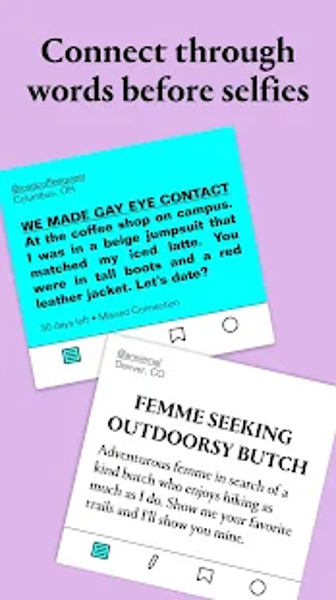 Connect through
words before selfies
Columbus, OH
WE MADE GAY EYE CONTACT
At the coffee shop on campus.
I was in a beige jumpsuit that
matched my iced latte. You
were in tall boots and a red
leather jacket. Let's date?
30 days left • Missed Connection
Denver, CO
FEMME SEEKING
OUTDOORSY BUTCH
Adventurous femme in search of a
kind butch who enjoys hiking as
much as I do. Show me your favorite
trails and I'll show you mine.